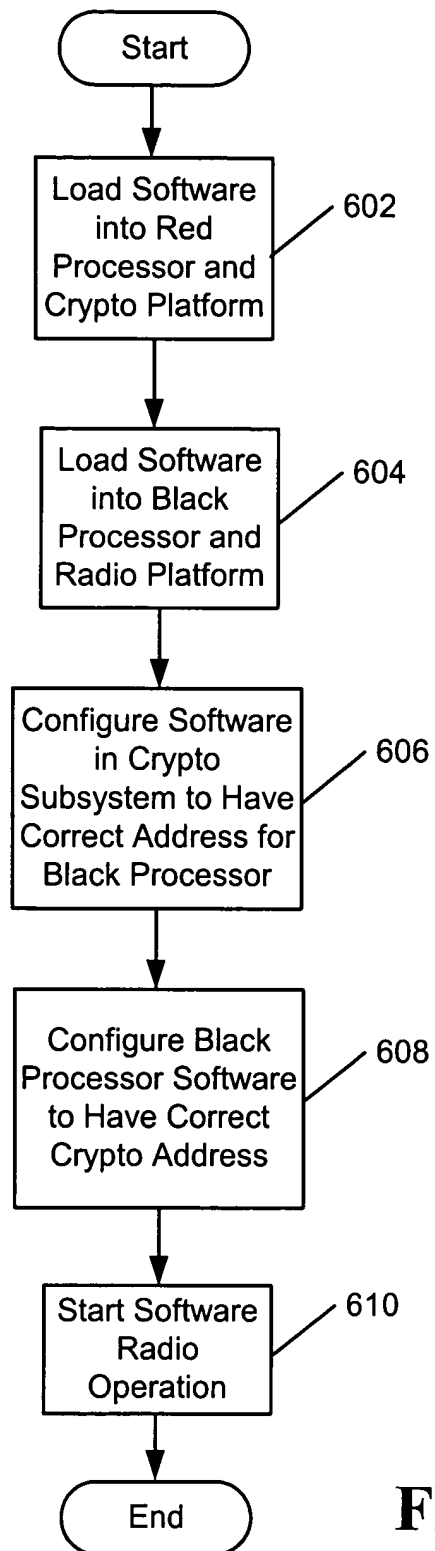 Start
Load Software
into Red
Processor and
Crypto Platform
602
Load Software
into Black
Processor and
Radio Platform
604
Configure Software
in Crypto
Subsystem to Have
Correct Address for
Black Processor
606
Configure Black
Processor Software
to Have Correct
Crypto Address
608
Start Software
Radio
Operation
610
End
F